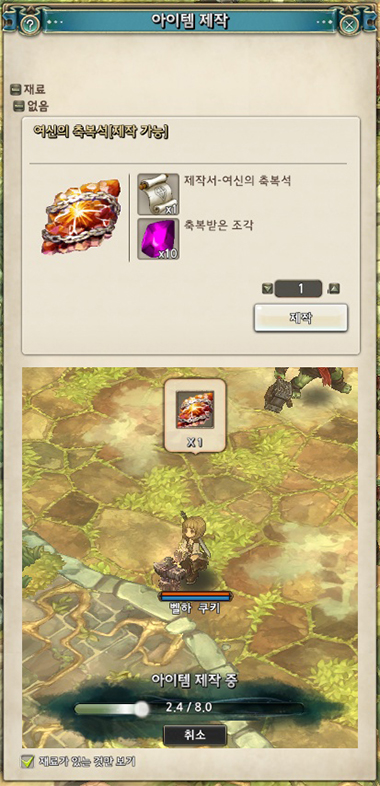 아이템 제작
재료
없음
여신의 축복석[제작 가능]
제작서-여신의 축복석
x1
축복받은 조각
x10
1
제작
X1
벨하 쿠키
아이템 제작 중
2.4 / 8.0
취소
재료가 있는 것만 보기